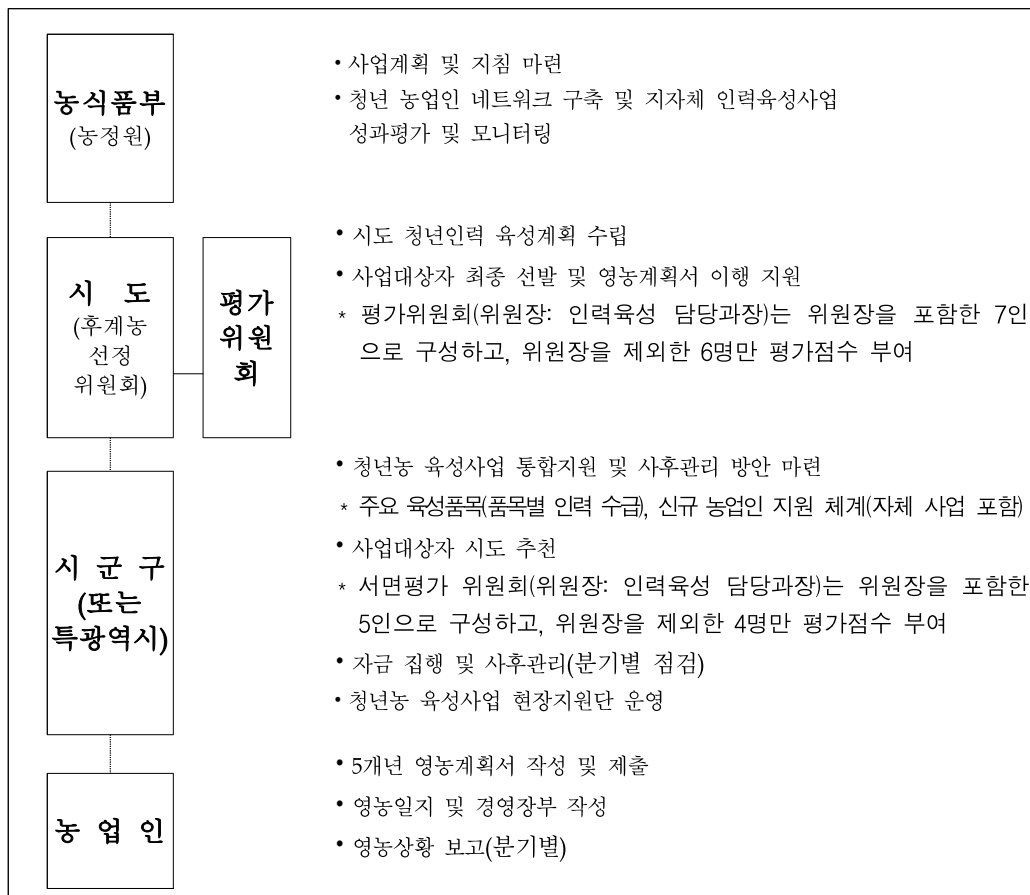 농식품부
(농정원)
• 사업계획 및 지침 마련
• 청년 농업인 네트워크 구축 및 지자체 인력육성사업
성과평가 및 모니터링
시 도
(후계농
선정
위원회)
평가
위원
회
• 시도 청년인력 육성계획 수립
• 사업대상자 최종 선발 및 영농계획서 이행 지원
* 평가위원회(위원장: 인력육성 담당과장)는 위원장을 포함한 7인
으로 구성하고, 위원장을 제외한 6명만 평가점수 부여
시 군 구
(또는
특광역시)
• 청년농 육성사업 통합지원 및 사후관리 방안 마련
* 주요 육성품목(품목별 인력 수급), 신규 농업인 지원 체계(자체 사업 포함)
• 사업대상자 시도 추천
* 서면평가 위원회(위원장: 인력육성 담당과장)는 위원장을 포함한
5인으로 구성하고, 위원장을 제외한 4명만 평가점수 부여
• 자금 집행 및 사후관리(분기별 점검)
• 청년농 육성사업 현장지원단 운영
농 업 인
• 5개년 영농계획서 작성 및 제출
• 영농일지 및 경영장부 작성
• 영농상황 보고(분기별)